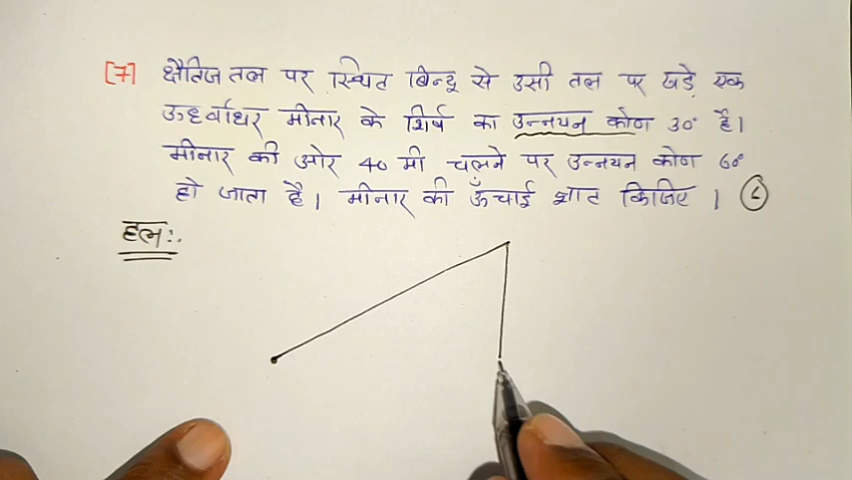 [7] क्षैतिज तल पर स्थित बिन्दू से उसी तल पर खड़े एक
ऊर्ध्वाधर मीनार के शिर्ष का उन्नयन कोण 30° है।
मीनार की ओर 40 मी चलने पर उन्नयन कोण 60°
हो जाता है। मीनार की ऊँचाई ज्ञात किजिए। (6)
हल:.